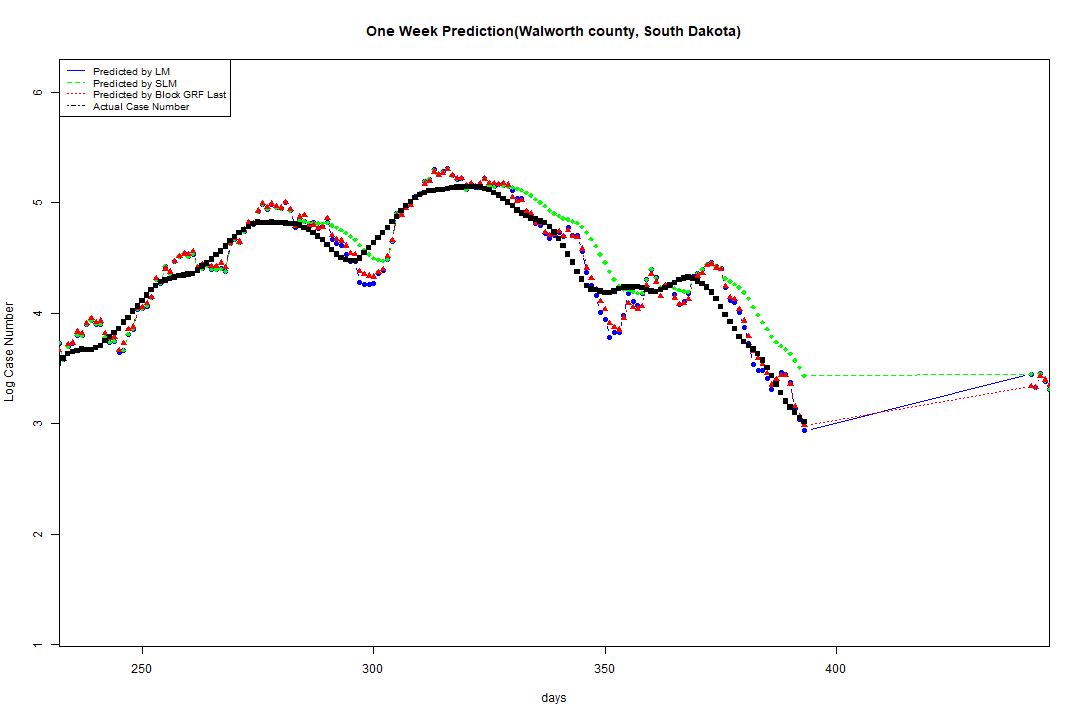 One Week Prediction(Walworth county, South Dakota)
Predicted by LM
Predicted by SLM
Predicted by Block GRF Last
Actual Case Number
6
5
4
3
2
1
Log Case Number
250 300 350 400
days